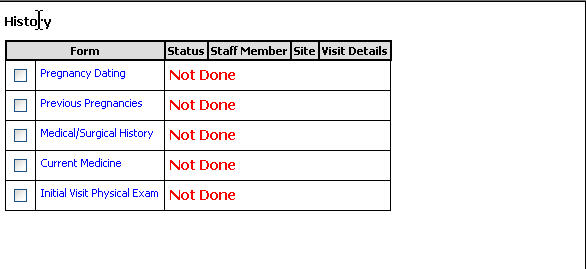 History
Form Status Staff Member Site Visit Details
Pregnancy Dating Not Done
Previous Pregnancies Not Done
Medical/Surgical History Not Done
Current Medicine Not Done
Initial Visit Physical Exam Not Done